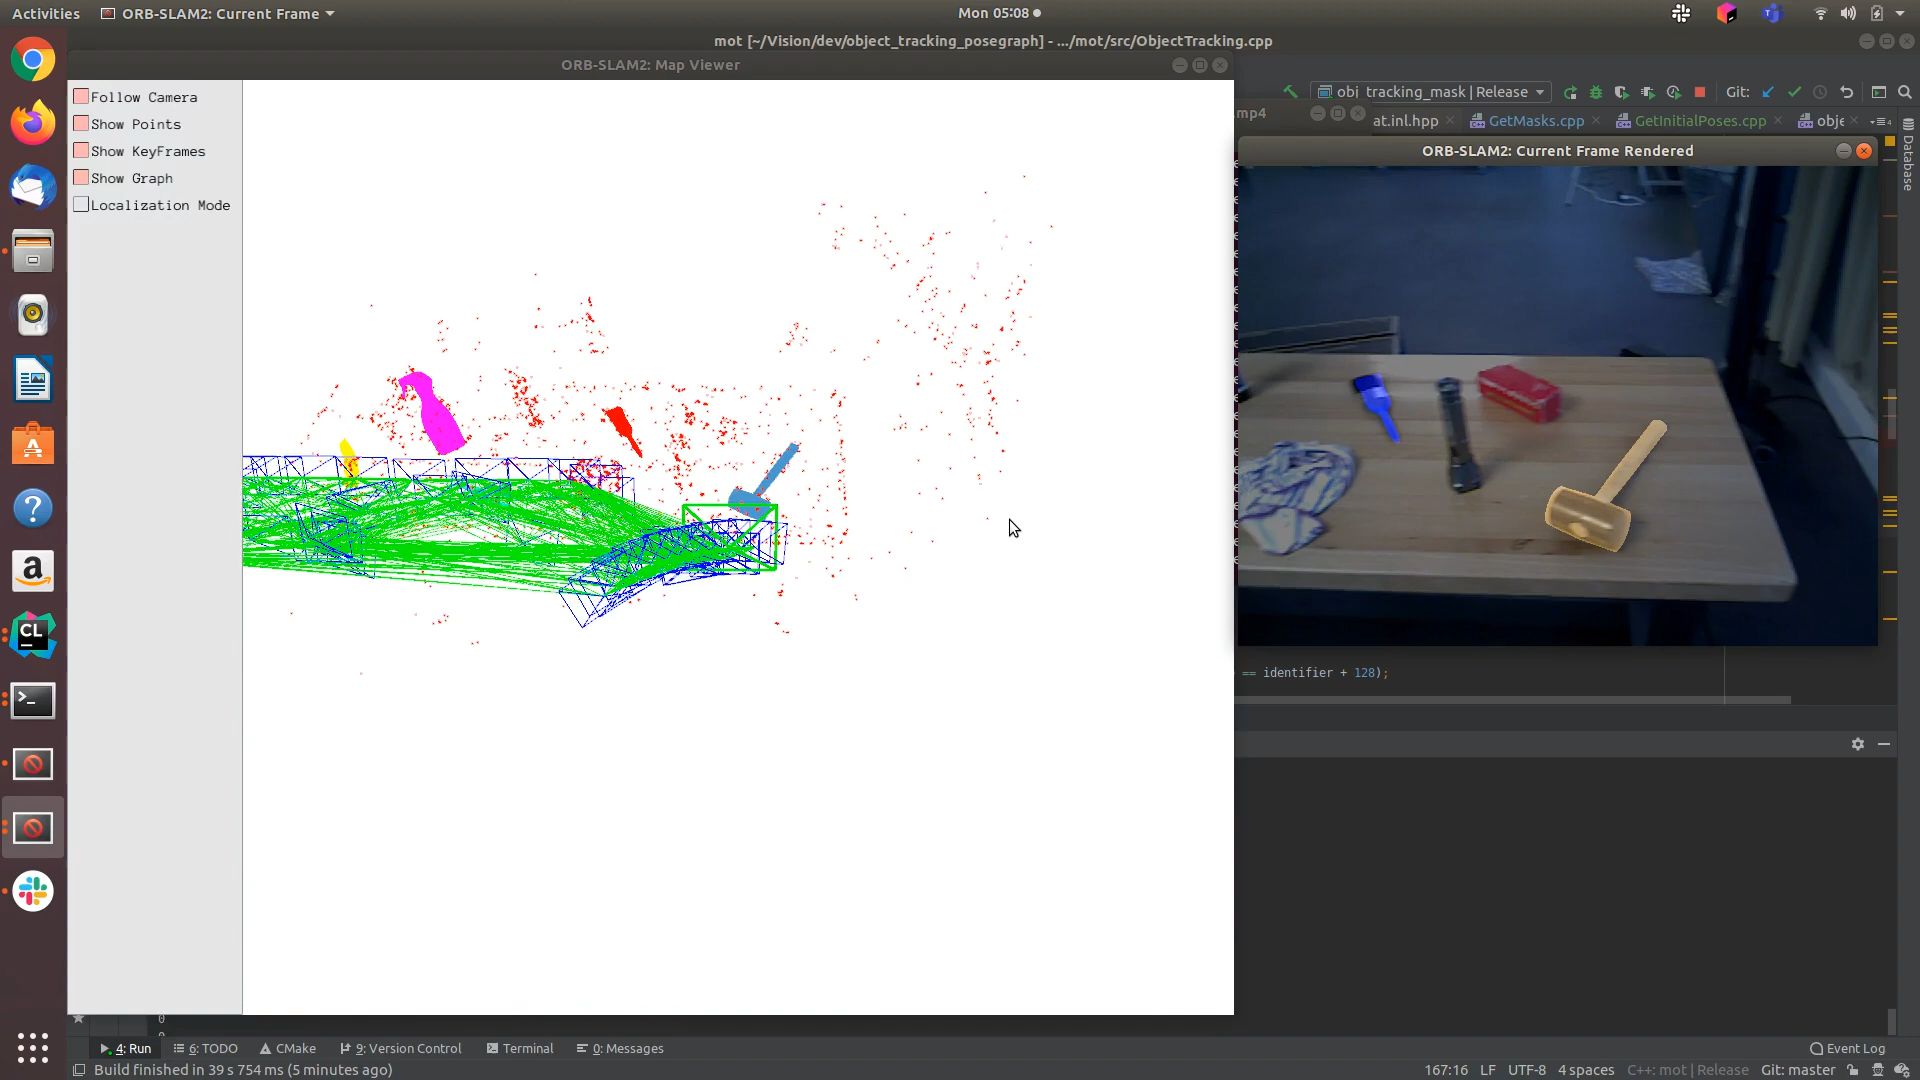 Activities
ORB-SLAM2: Current Frame
Mon 05:08
mot [~/Vision/dev/object_tracking_posegraph] - .../mot/src/ObjectTracking.cpp
ORB-SLAM2: Map Viewer
Follow Camera
Show Points
Show KeyFrames
Show Graph
Localization Mode
obj_tracking_mask | Release
Git:
.mp4
at.inl.hpp
GetMasks.cpp
GetInitialPoses.cpp
obje
Database
ORB-SLAM2: Current Frame Rendered
== identifier + 128);
CL
0
4: Run
6: TODO
CMake
9: Version Control
Terminal
0: Messages
Event Log
Build finished in 39 s 754 ms (5 minutes ago)
167:16
LF
UTF-8
4 spaces
C++: mot | Release
Git: master